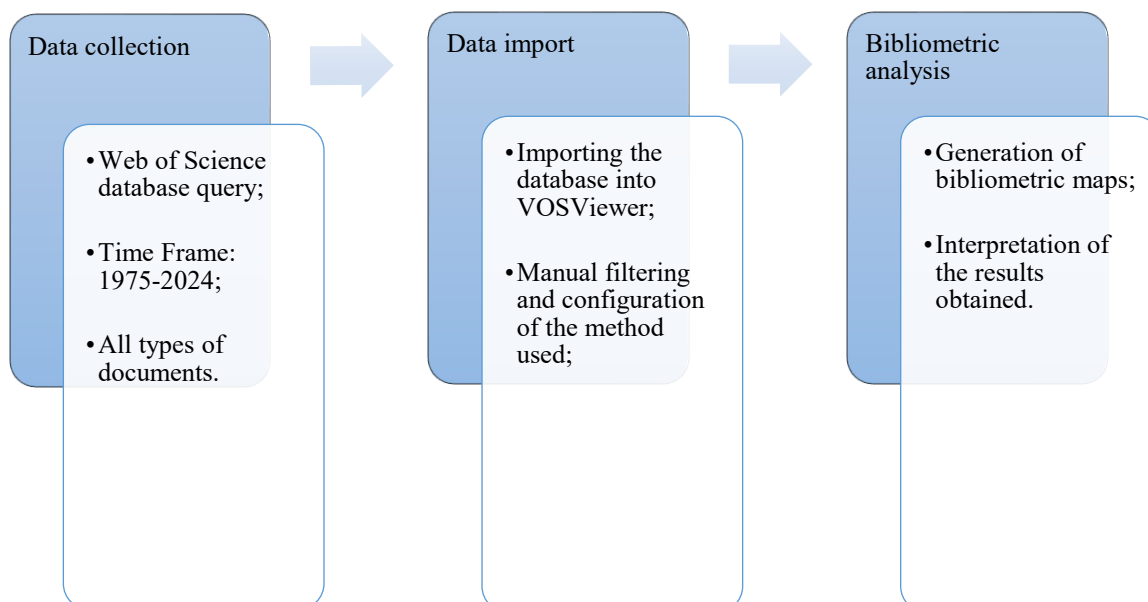 Data collection
•Web of Science
database query;
•Time Frame:
1975-2024;
•All types of
documents.
Data import
•Importing the
database into
VOSViewer;
•Manual filtering
and configuration
of the method
used;
Bibliometric
analysis
•Generation of
bibliometric maps;
•Interpretation of
the results
obtained.